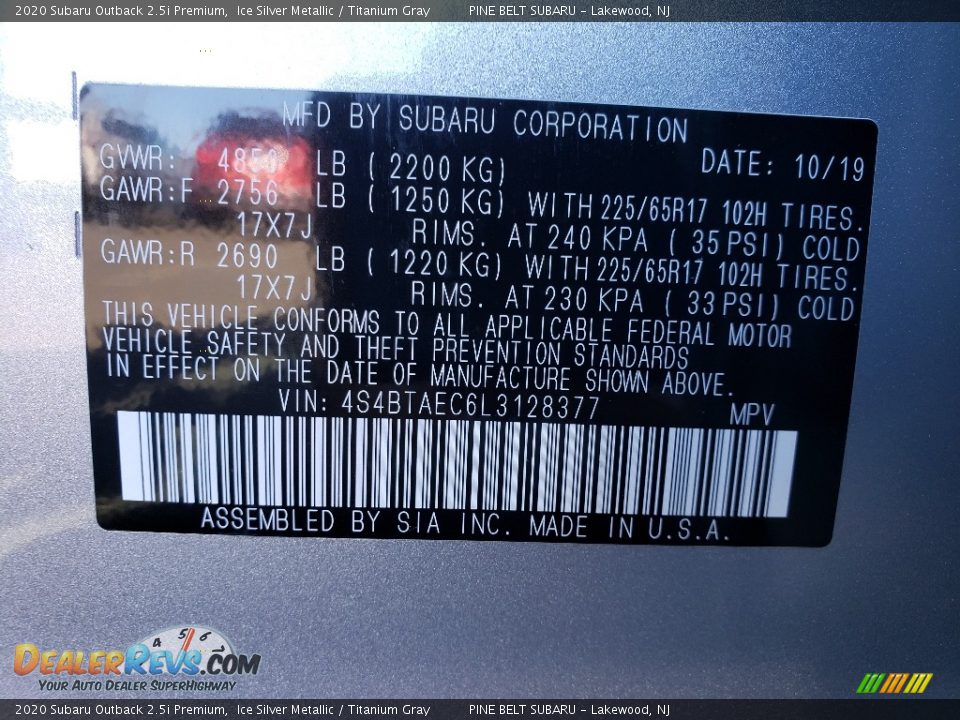 2020 Subaru Outback 2.5i Premium, Ice Silver Metallic / Titanium Gray PINE BELT SUBARU - Lakewood, NJ
MFD BY SUBARU CORPORATION
GVWR: 4850 LB (2200 KG) DATE: 10/19
GAWR:F 2756 LB (1250 KG) WITH 225/65R17 102H TIRES.
17X7J RIMS. AT 240 KPA (35 PSI) COLD
GAWR:R 2690 LB (1220 KG) WITH 225/65R17 102H TIRES.
17X7J RIMS. AT 230 KPA (33 PSI) COLD
THIS VEHICLE CONFORMS TO ALL APPLICABLE FEDERAL MOTOR
VEHICLE SAFETY AND THEFT PREVENTION STANDARDS
IN EFFECT ON THE DATE OF MANUFACTURE SHOWN ABOVE.
VIN: 4S4BTAEC6L3128377 MPV
ASSEMBLED BY SIA INC. MADE IN U.S.A.
4 5 6
DEALERREVS.COM
YOUR AUTO DEALER SUPERHIGHWAY
2020 Subaru Outback 2.5i Premium, Ice Silver Metallic / Titanium Gray PINE BELT SUBARU - Lakewood, NJ